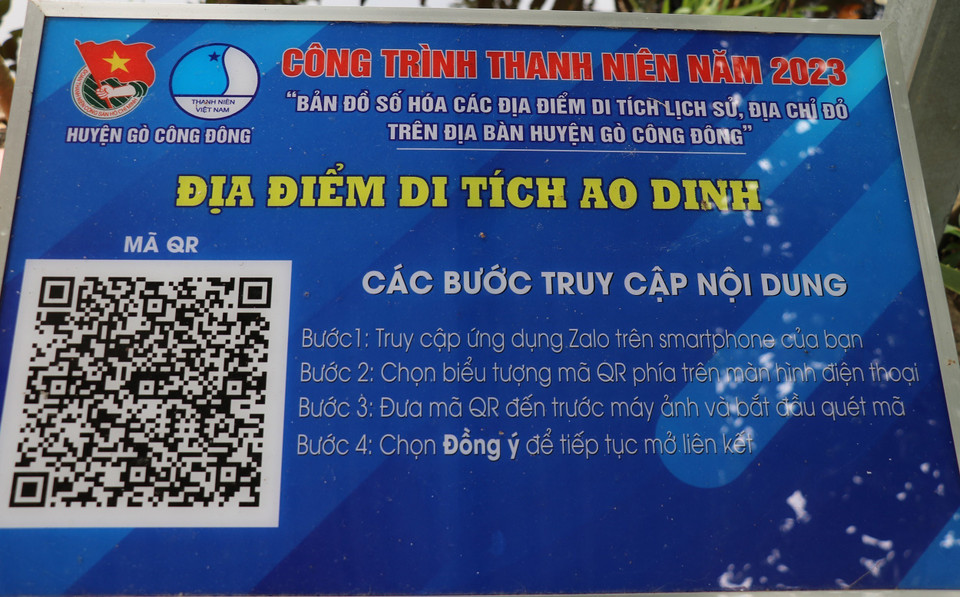 THANH NIÊN
VIỆT NAM
HUYỆN GÒ CÔNG ĐÔNG
CÔNG TRÌNH THANH NIÊN NĂM 2023
"BẢN ĐỒ SỐ HÓA CÁC ĐỊA ĐIỂM DI TÍCH LỊCH SỬ, ĐỊA CHỈ ĐỎ
TRÊN ĐỊA BÀN HUYỆN GÒ CÔNG ĐÔNG"
ĐỊA ĐIỂM DI TÍCH AO DINH
MÃ QR
CÁC BƯỚC TRUY CẬP NỘI DUNG
Bước1: Truy cập ứng dụng Zalo trên smartphone của bạn
Bước 2: Chọn biểu tượng mã QR phía trên màn hình điện thoại
Bước 3: Đưa mã QR đến trước máy ảnh và bắt đầu quét mã
Bước 4: Chọn Đồng ý để tiếp tục mở liên kết